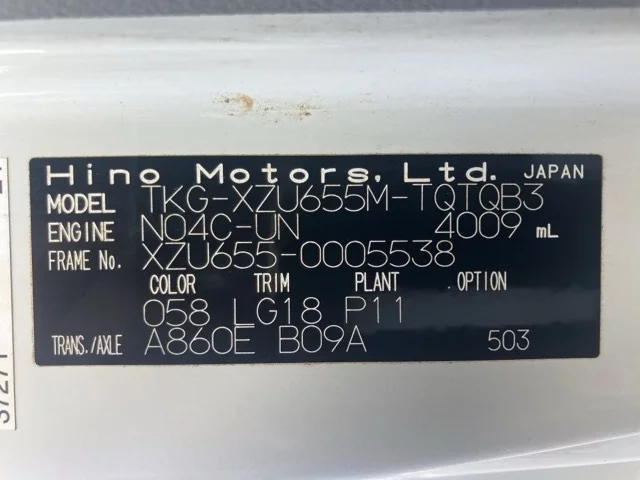 Hino Motors, Ltd. JAPAN
MODEL TKG-XZU655M-TQTQB3
ENGINE N04C-UN 4009 mL
FRAME No. XZU655-0005538
COLOR TRIM PLANT OPTION
058 LG18 P11
TRANS./AXLE A860E B09A 503